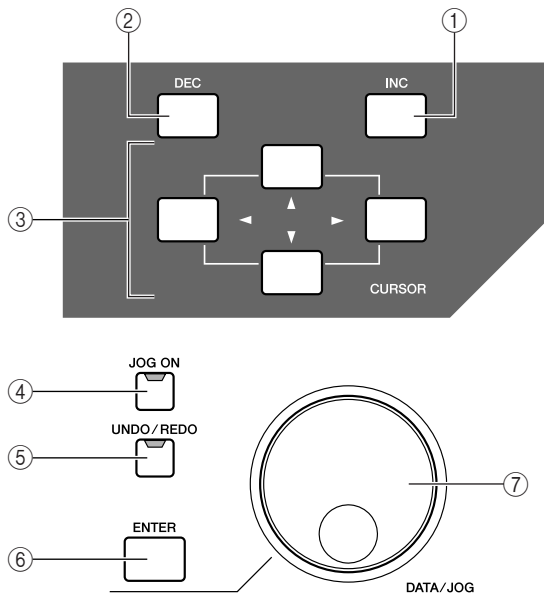 ② ①
DEC INC
③
CURSOR
④ JOG ON
UNDO/REDO
⑤
⑦
ENTER
⑥
DATA/JOG